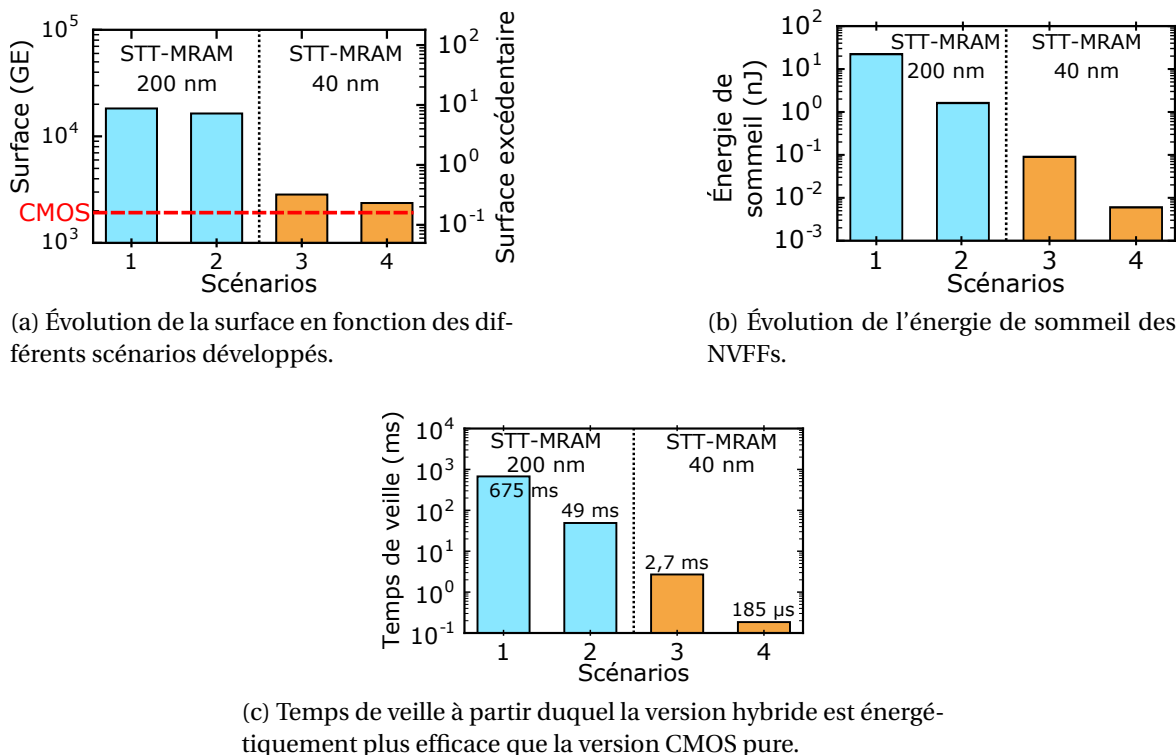 Surface (GE)
10^5
10^4
10^3
CMOS
STT-MRAM
200 nm
STT-MRAM
40 nm
10^2
10^1
10^0
10^-1
Surface excédentaire
1 2 3 4
Scénarios
(a) Évolution de la surface en fonction des dif-
férents scénarios développés.
Énergie de
sommeil (nJ)
10^1
10^0
10^-1
10^-2
10^-3
STT-MRAM
200 nm
STT-MRAM
40 nm
1 2 3 4
Scénarios
(b) Évolution de l'énergie de sommeil des
NVFFs.
Temps de veille (ms)
10^4
10^3
10^2
10^1
10^0
10^-1
STT-MRAM
200 nm
STT-MRAM
40 nm
675 ms
49 ms
2,7 ms
185 µs
1 2 3 4
Scénarios
(c) Temps de veille à partir duquel la version hybride est énergé-
tiquement plus efficace que la version CMOS pure.